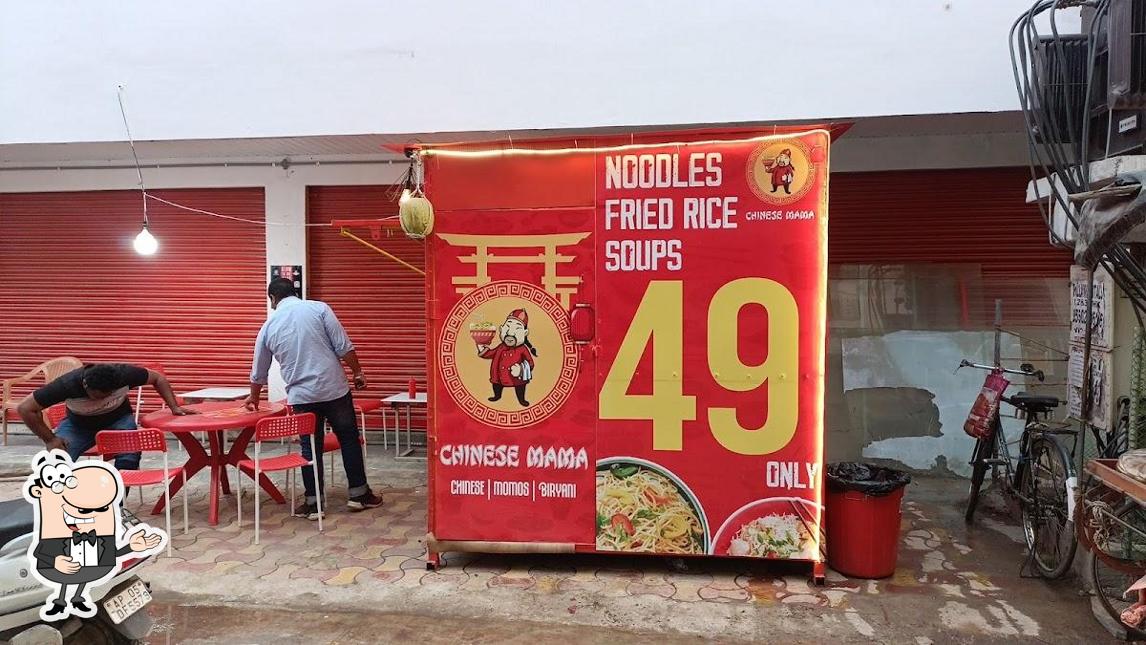 NOODLES
FRIED RICE
SOUPS
CHINESE MAMA
49
ONLY
CHINESE MAMA
CHINESE | MOMOS | BIRYANI